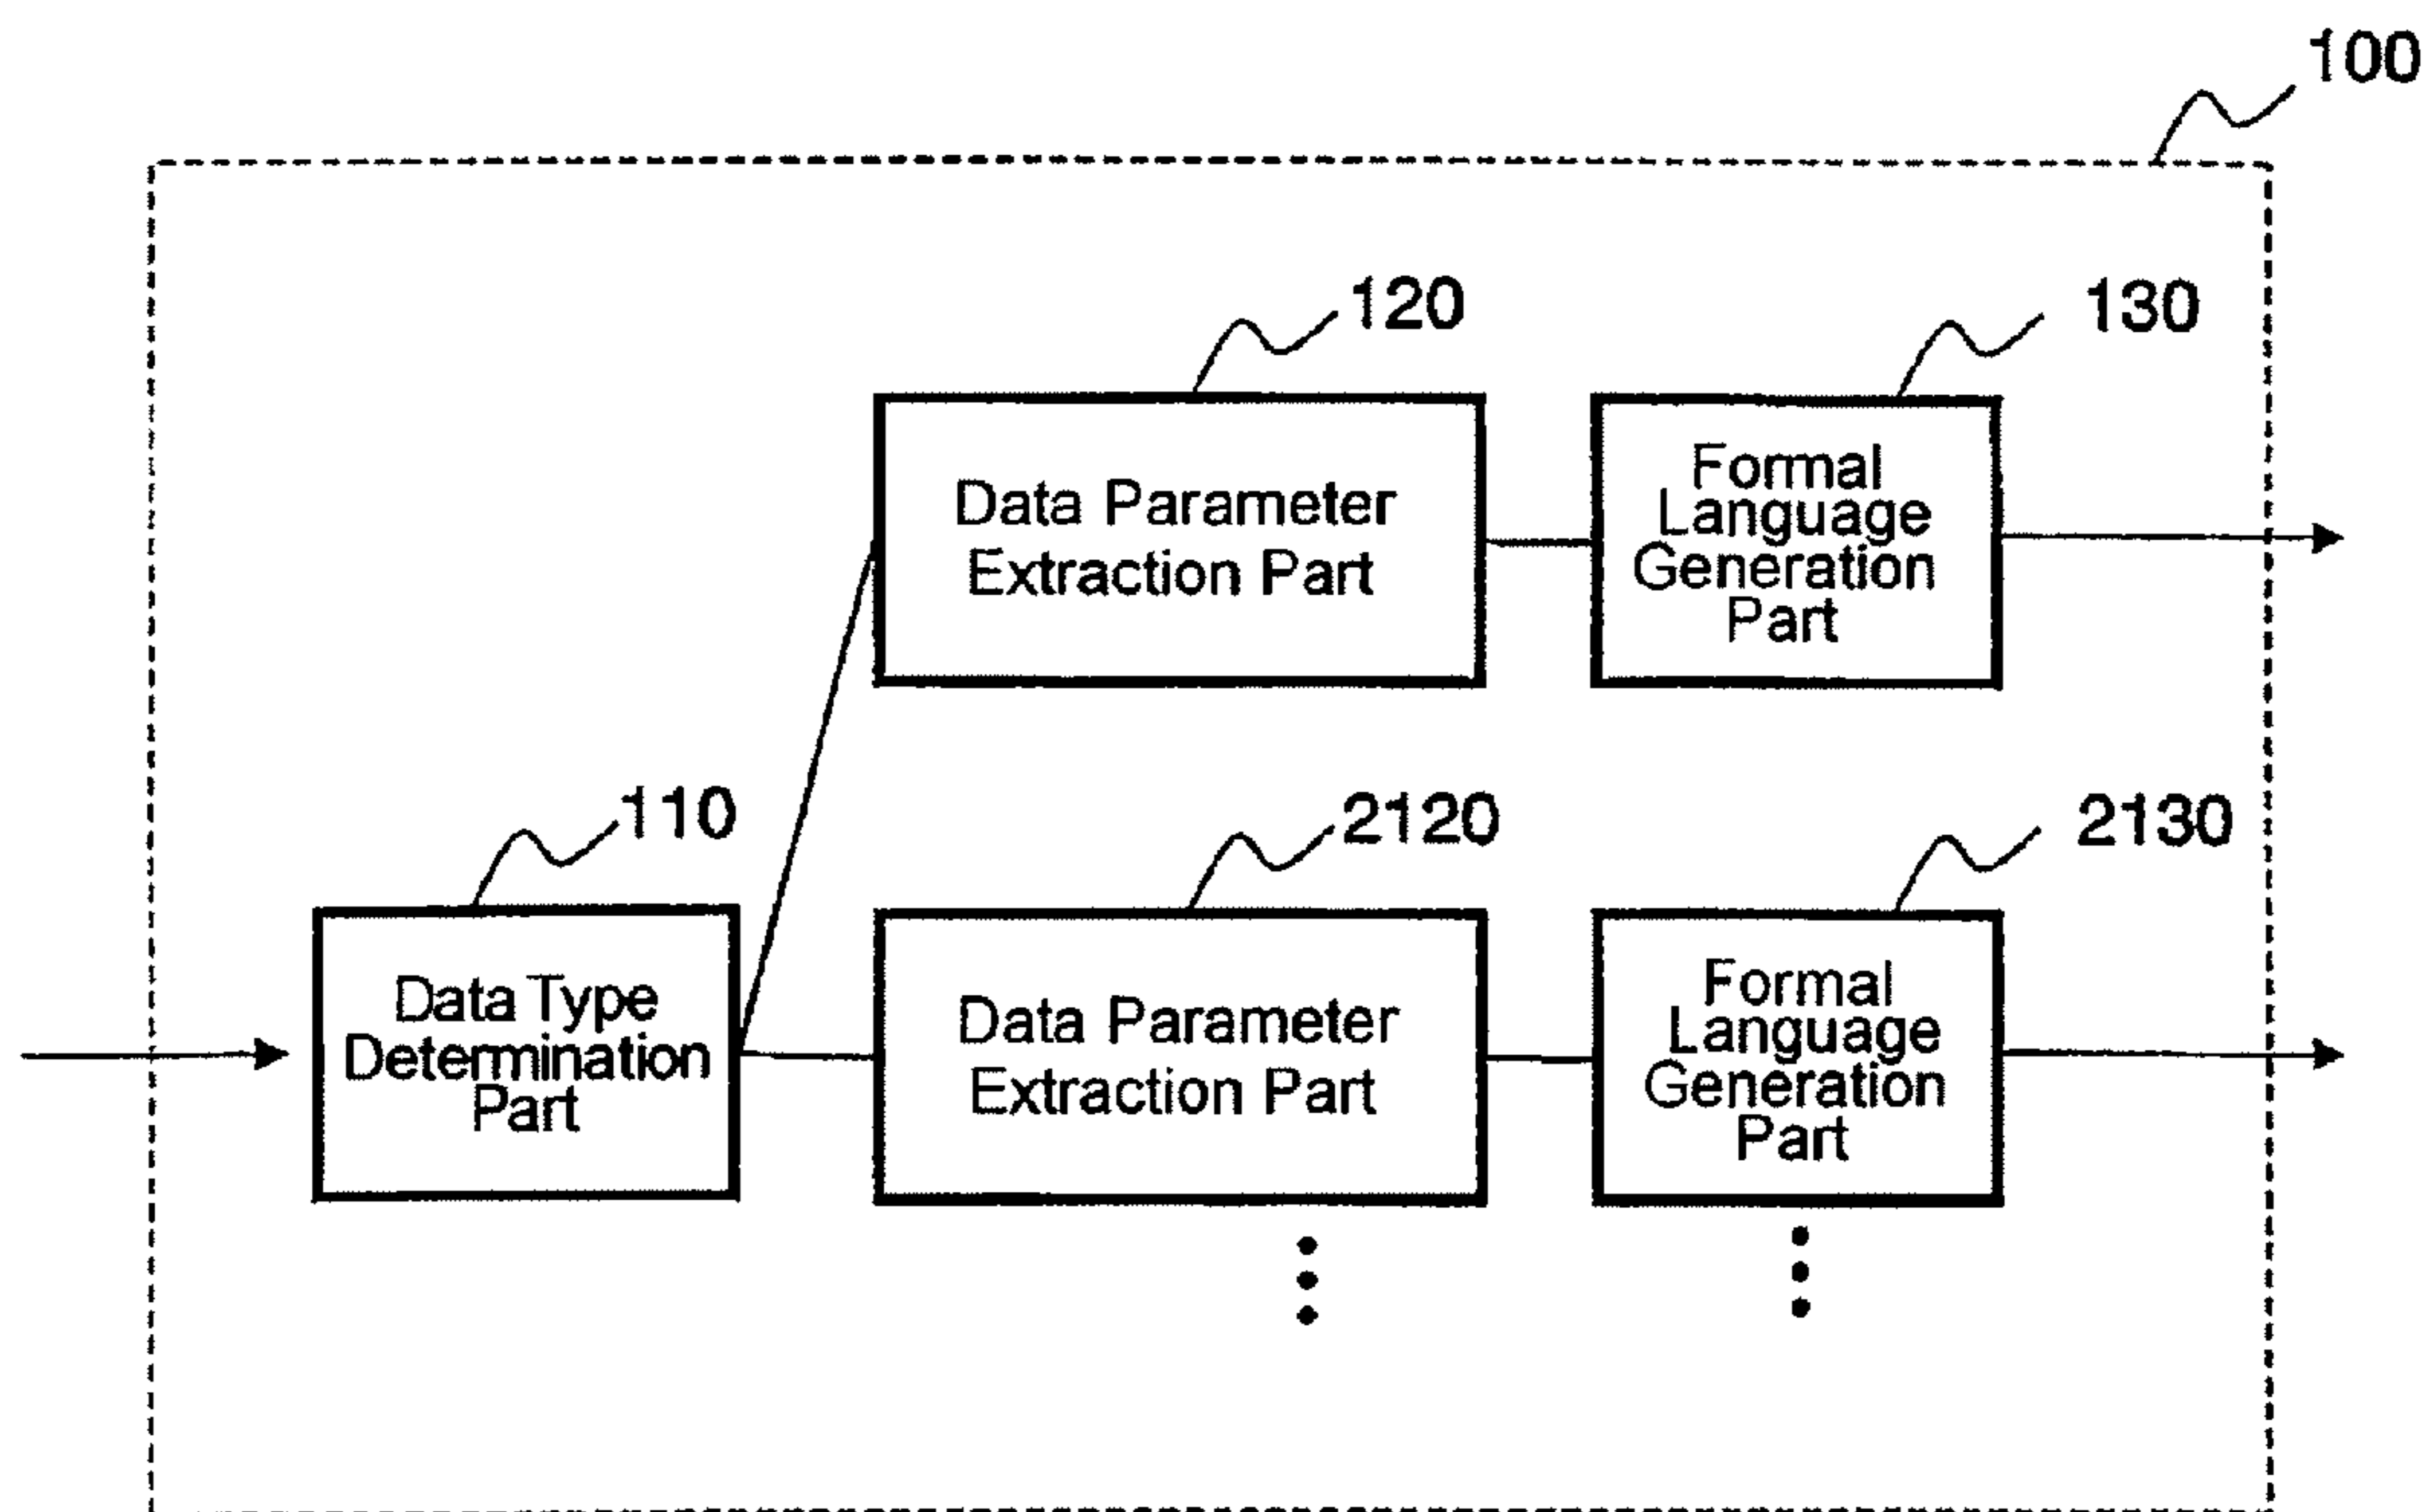 100
120
130
Data Parameter
Extraction Part
Formal
Language
Generation
Part
110
2120
2130
Data Type
Determination
Part
Data Parameter
Extraction Part
Formal
Language
Generation
Part